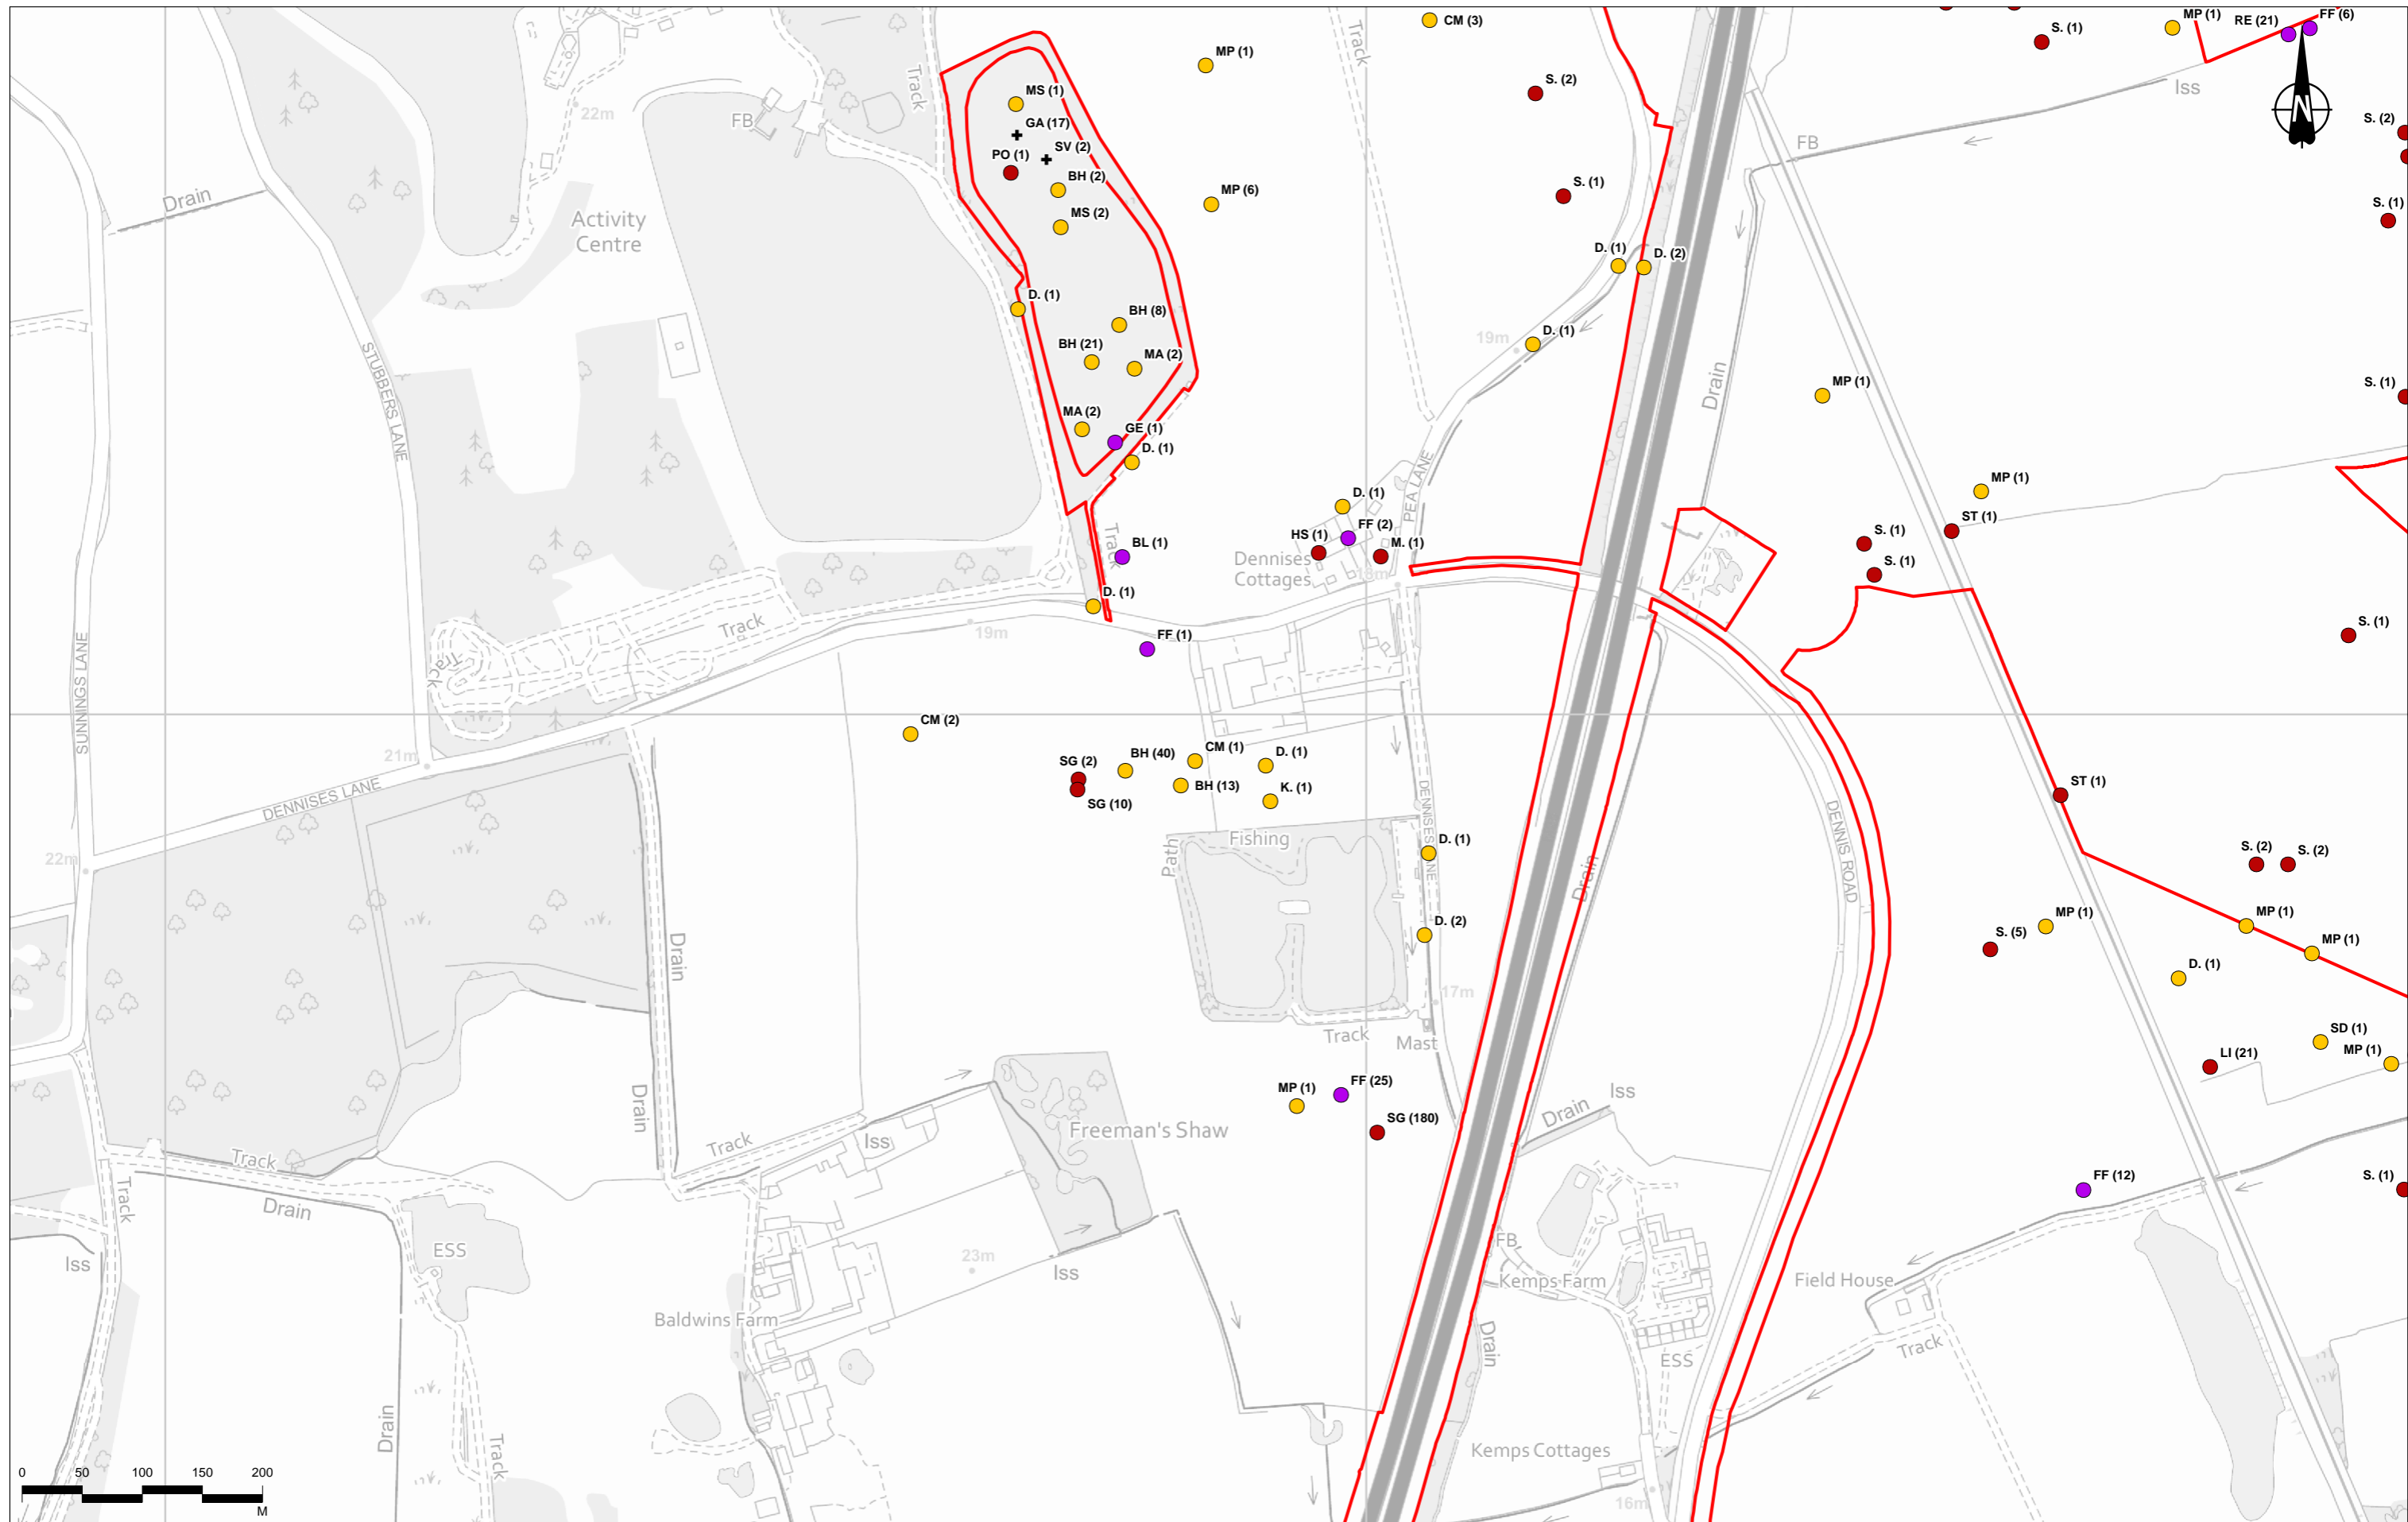 CM (3)
MP (1)
RE (21)
FF (6)
S. (1)
MP (1)
Track
Track
22m
FB
S. (2)
Iss
N
MS (1)
GA (17)
SV (2)
PO (1)
BH (2)
MS (2)
MP (6)
FB
S. (2)
S. (1)
S. (1)
Drain
Activity
Centre
D. (1)
D. (2)
D. (1)
BH (8)
BH (21)
MA (2)
19m
D. (1)
STUBBERS LANE
Drain
MP (1)
S. (1)
MA (2)
GE (1)
D. (1)
PEA LANE
MP (1)
ST (1)
D. (1)
FF (2)
HS (1)
M. (1)
Track
BL (1)
Dennises
Cottages
18m
S. (1)
S. (1)
D. (1)
Track
19m
FF (1)
S. (1)
SUNNINGS LANE
Track
CM (2)
21m
SG (2)
SG (10)
BH (40)
CM (1)
BH (13)
D. (1)
K. (1)
DENNISES LANE
DENNISES LANE
DENNIS ROAD
ST (1)
22m
Path
Fishing
D. (1)
Drain
S. (2)
S. (2)
D. (2)
MP (1)
MP (1)
MP (1)
S. (5)
D. (1)
Drain
17m
Track
Mast
SD (1)
MP (1)
LI (21)
Drain
MP (1)
FF (25)
SG (180)
Drain
Iss
Freeman's Shaw
Iss
Track
Track
Track
Drain
FF (12)
S. (1)
ESS
Iss
23m
Iss
FB
Kemps Farm
Field House
Baldwins Farm
Drain
ESS
Track
Drain
Track
Kemps Cottages
16m
0 50 100 150 200
M